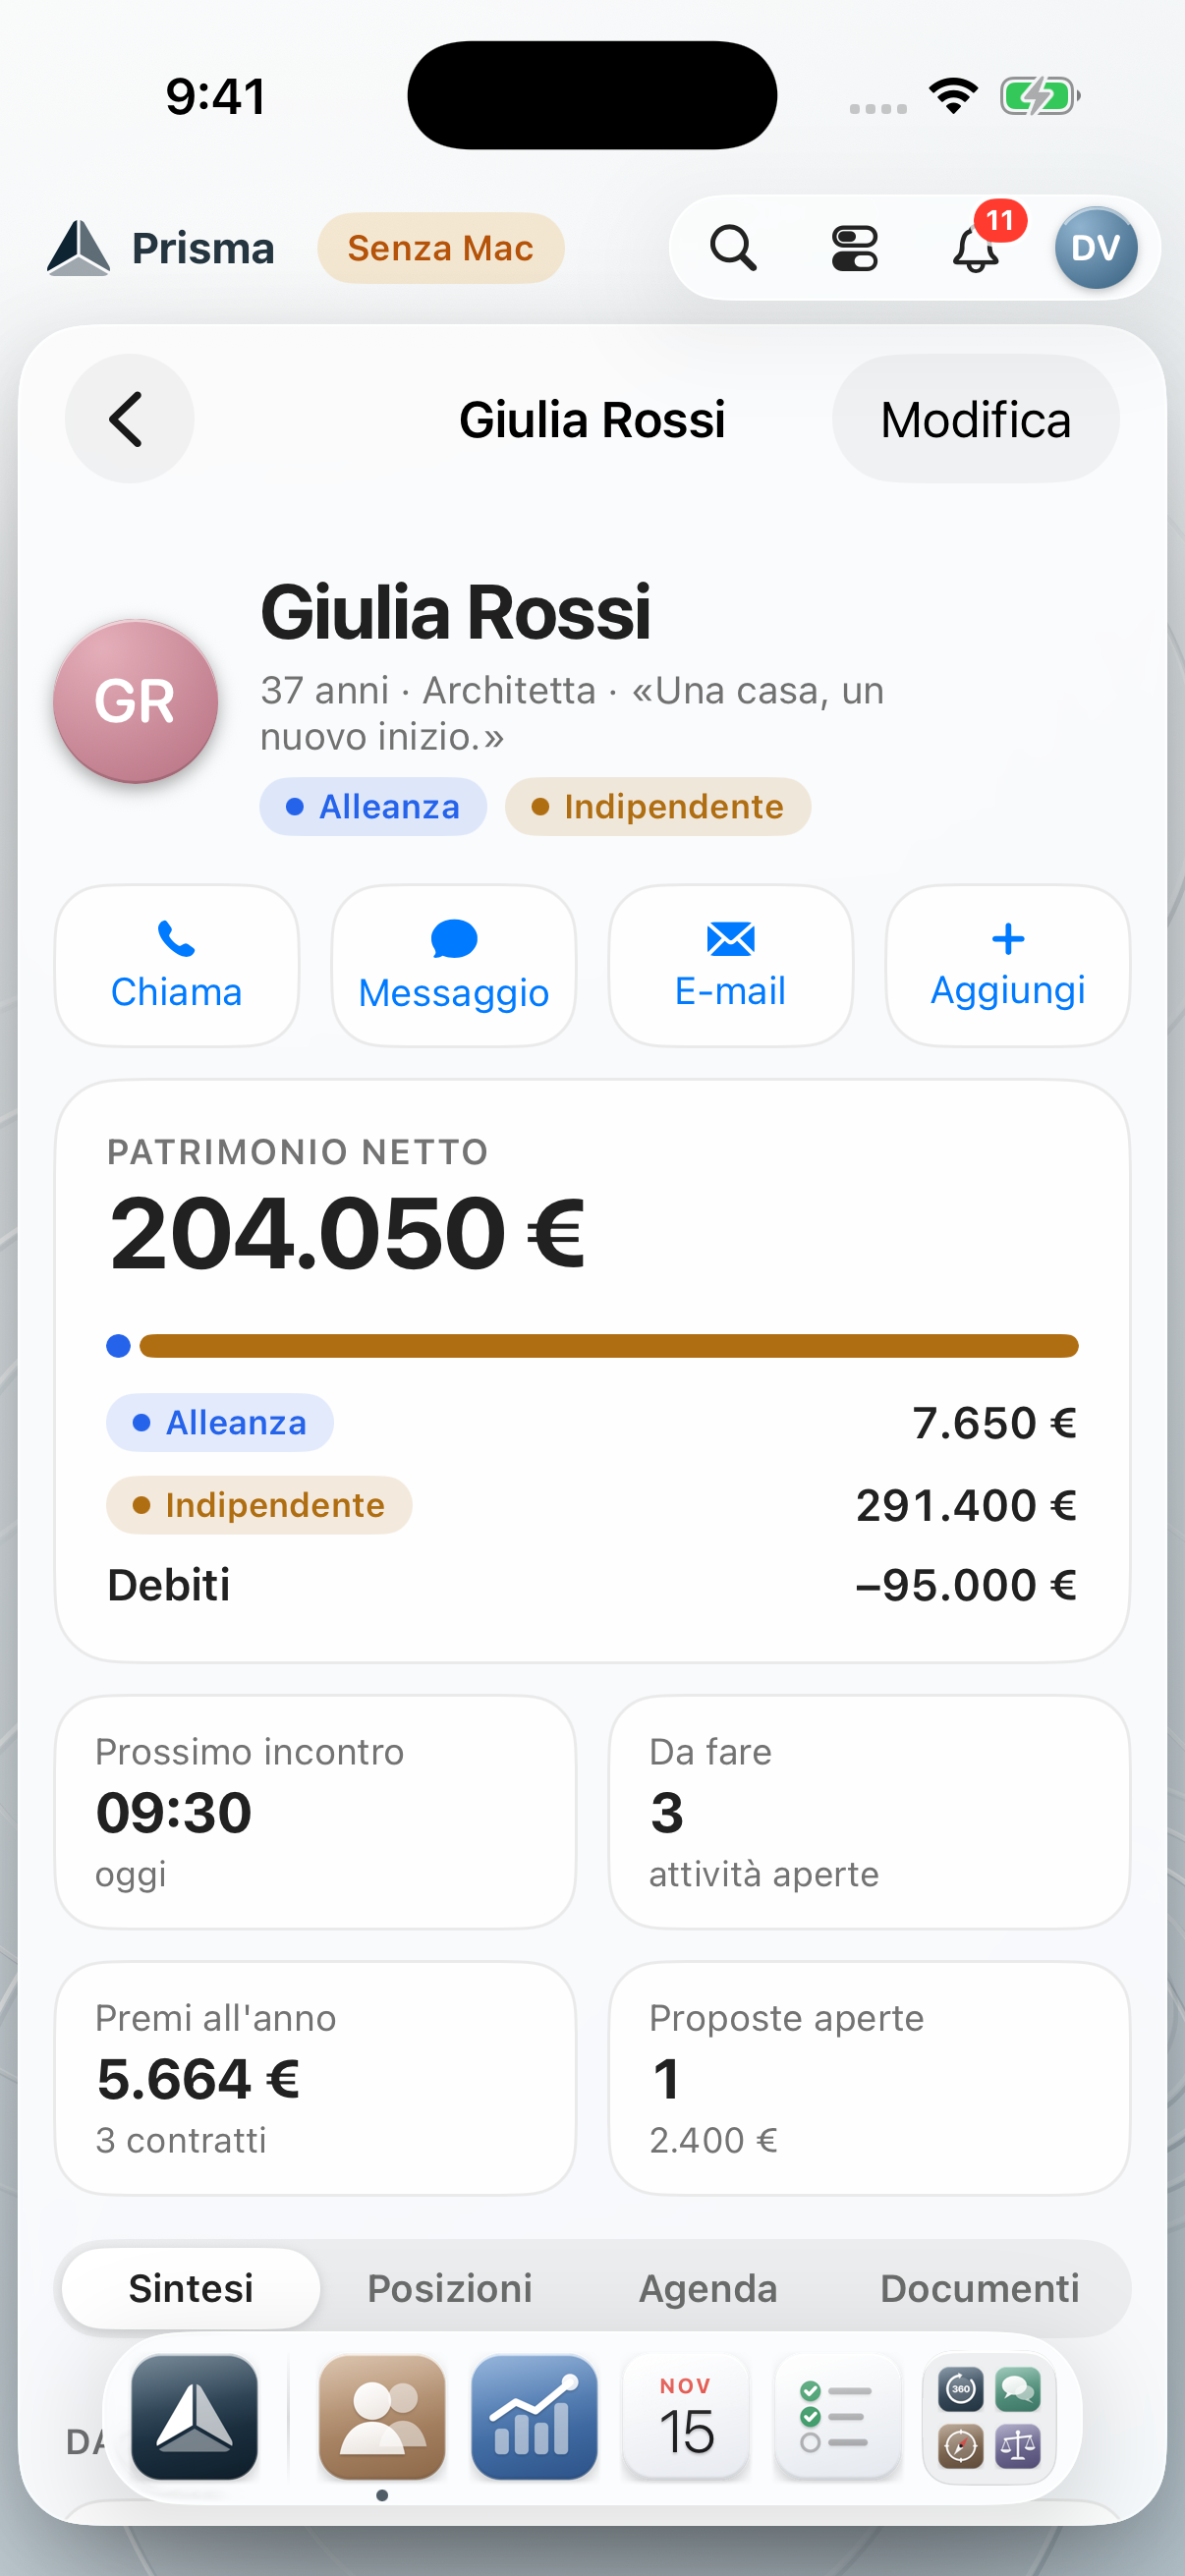 9:41
Prisma
Senza Mac
11
DV
Giulia Rossi
Modifica
GR
Giulia Rossi
37 anni · Architetta · «Una casa, un
nuovo inizio.»
Alleanza
Indipendente
Chiama
Messaggio
E-mail
Aggiungi
PATRIMONIO NETTO
204.050 €
Alleanza
7.650 €
Indipendente
291.400 €
Debiti
–95.000 €
Prossimo incontro
09:30
oggi
Da fare
3
attività aperte
Premi all'anno
5.664 €
3 contratti
Proposte aperte
1
2.400 €
Sintesi
Posizioni
Agenda
Documenti
NOV
15
360